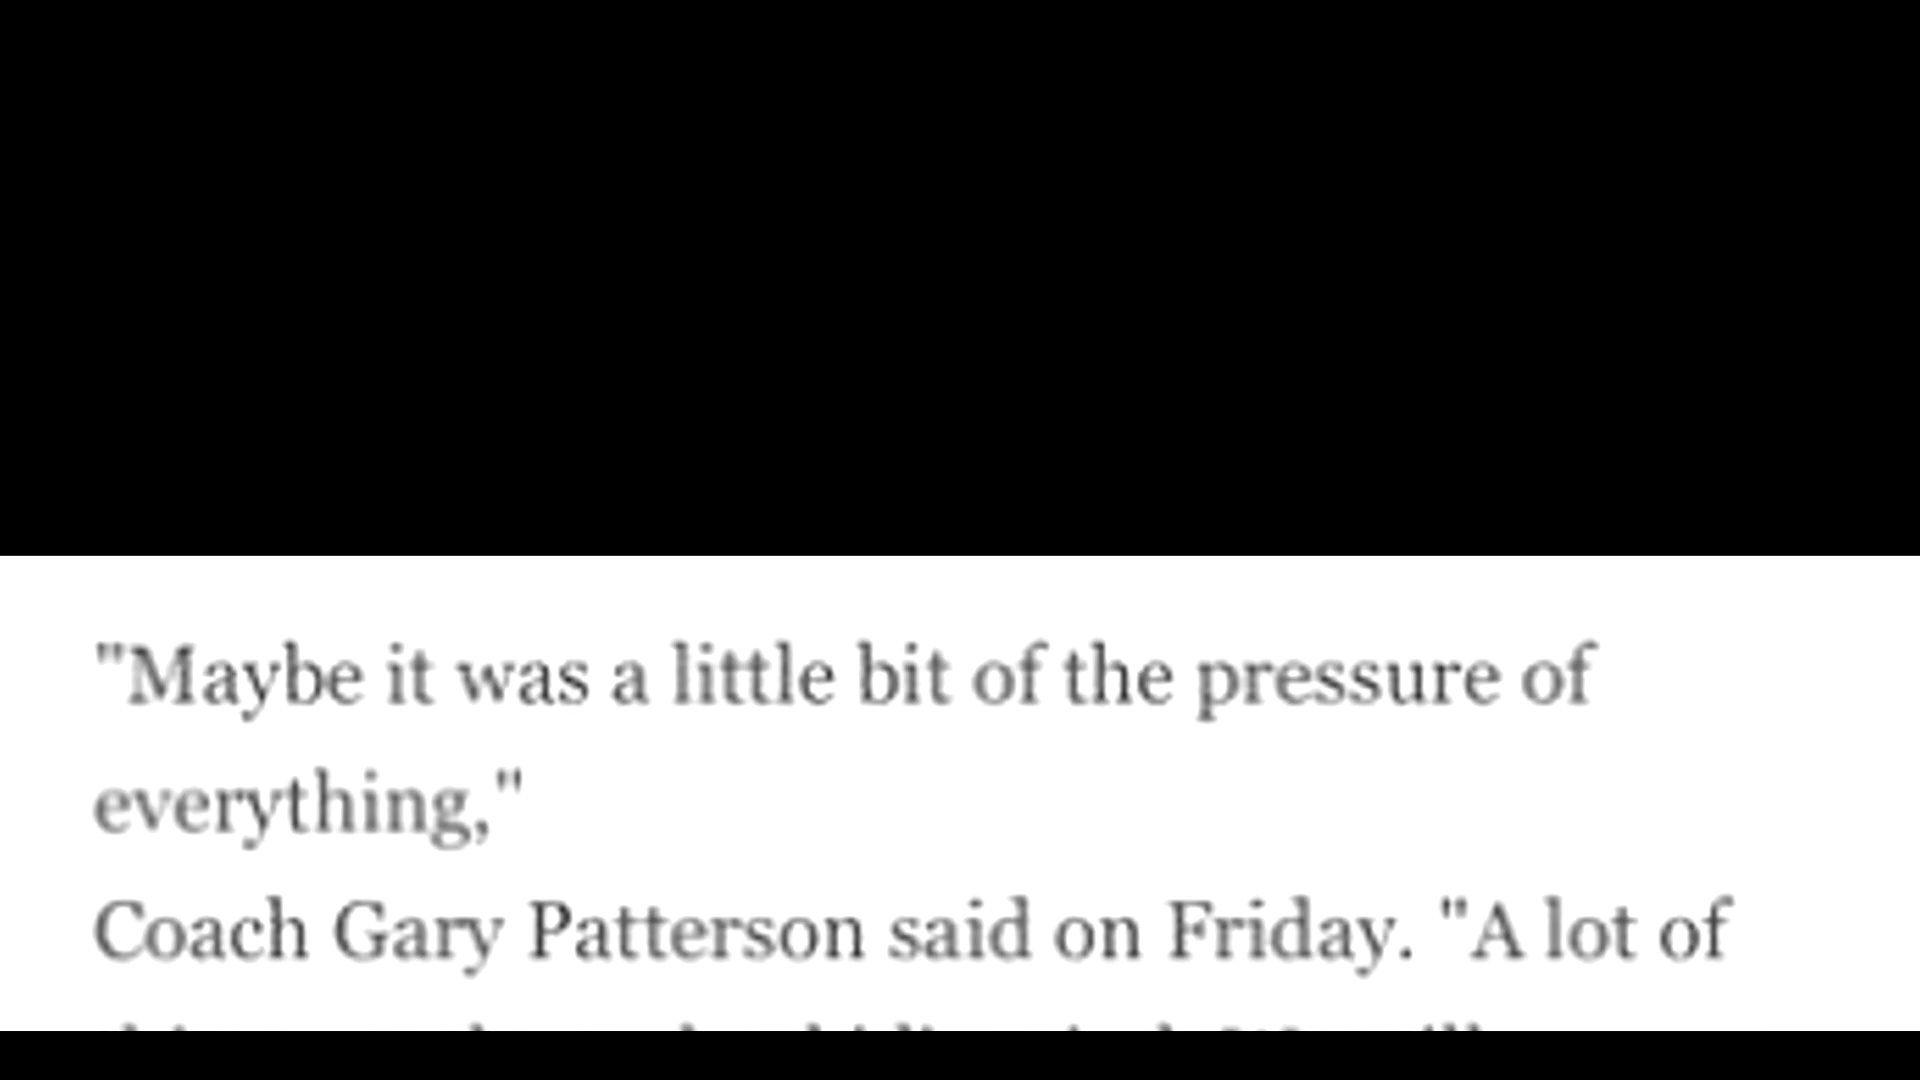 "Maybe it was a little bit of the pressure of
everything,"
Coach Gary Patterson said on Friday. "A lot of